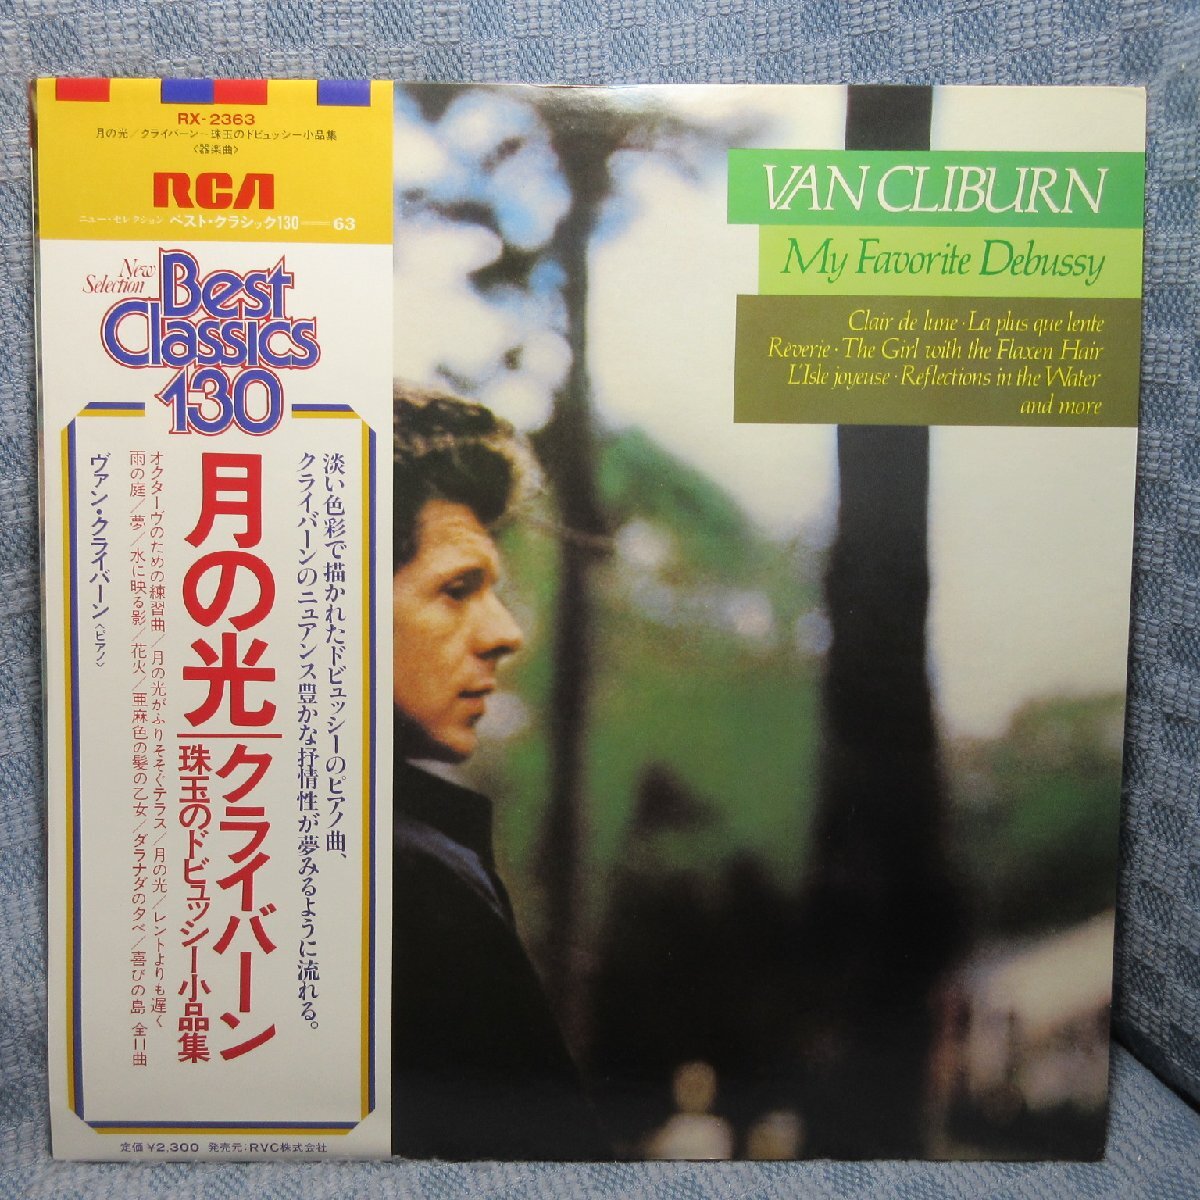 RX-2363
月の光/クライバーン—珠玉のドビュッシー小品集
〈器楽曲〉
RCA
ニュー・セレクション ベスト・クラシック130——63
New
Selection
Best
Classics
130
淡い色彩で描かれたドビュッシーのピアノ曲、
クライバーンのニュアンス豊かな抒情性が夢みるように流れる。
月の光/クライバーン
珠玉のドビュッシー小品集
オクターヴのための練習曲/月の光がふりそそぐテラス/月の光/レントよりも遅く
雨の庭/夢/水に映る影/花火/亜麻色の髪の乙女/グラナダの夕べ/喜びの島 全11曲
ヴァン・クライバーン〈ピアノ〉
定価¥2,300 発売元:RVC株式会社
VAN CLIBURN
My Favorite Debussy
Clair de lune · La plus que lente
Rêverie · The Girl with the Flaxen Hair
L'Isle joyeuse · Reflections in the Water
and more